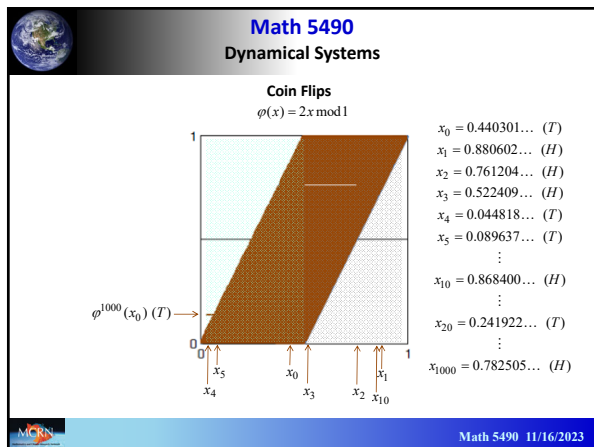 Math 5490
Dynamical Systems
Coin Flips
φ(x) = 2x mod1
1
0
0
1
φ¹⁰⁰⁰(x₀) (T)
x₅
x₀
x₁
x₄
x₃
x₂
x₁₀
x₀ = 0.440301… (T)
x₁ = 0.880602… (H)
x₂ = 0.761204… (H)
x₃ = 0.522409… (H)
x₄ = 0.044818… (T)
x₅ = 0.089637… (T)
⋮
x₁₀ = 0.868400… (H)
⋮
x₂₀ = 0.241922… (T)
⋮
x₁₀₀₀ = 0.782505… (H)
MCRN
Math 5490 11/16/2023